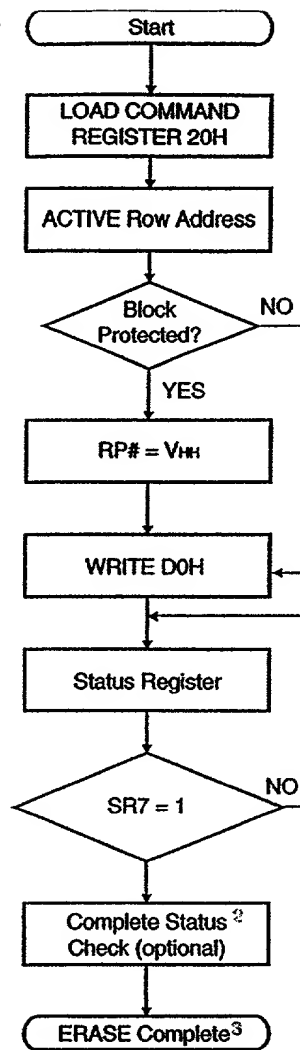 Start
LOAD COMMAND
REGISTER 20H
ACTIVE Row Address
Block
Protected?
NO
YES
RP# = VHH
WRITE D0H
Status Register
SR7 = 1
NO
Complete Status 2
Check (optional)
ERASE Complete3